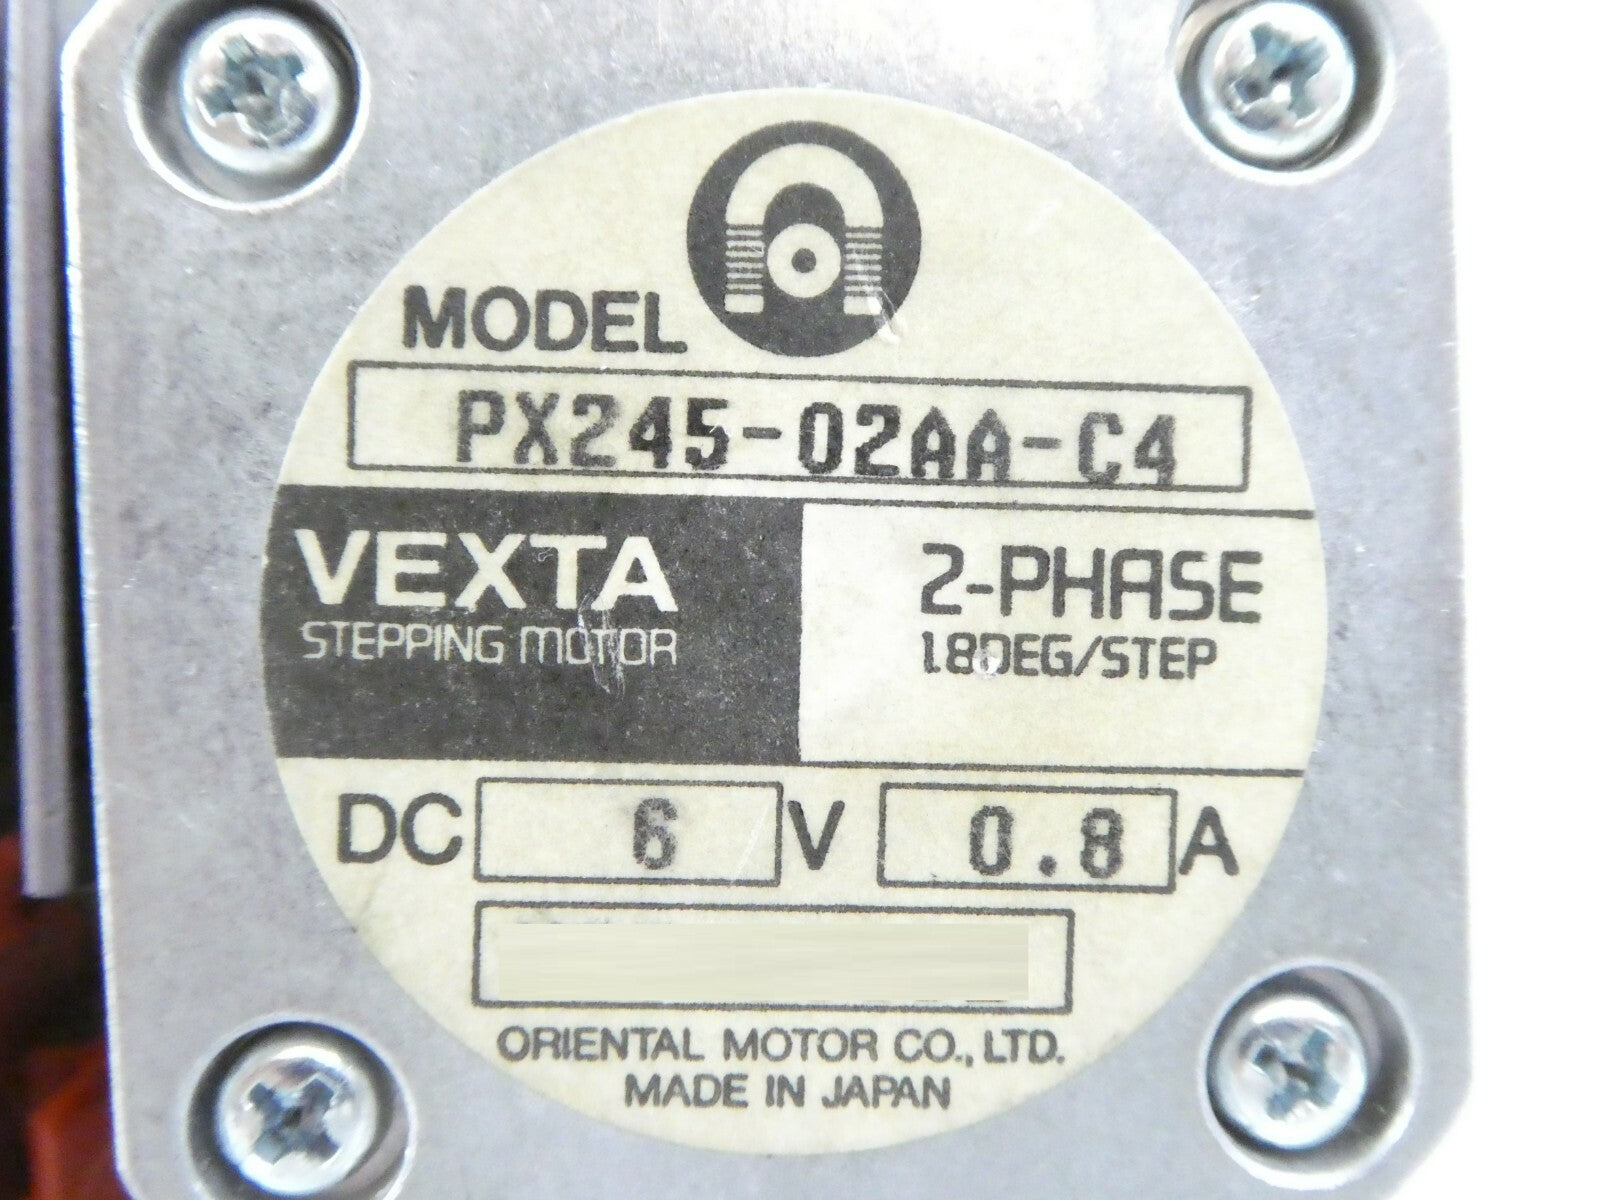 MODEL
PX245-02AA-C4
VEXTA
STEPPING MOTOR
2-PHASE
1.8DEG/STEP
DC 6 V 0.8 A
ORIENTAL MOTOR CO., LTD.
MADE IN JAPAN